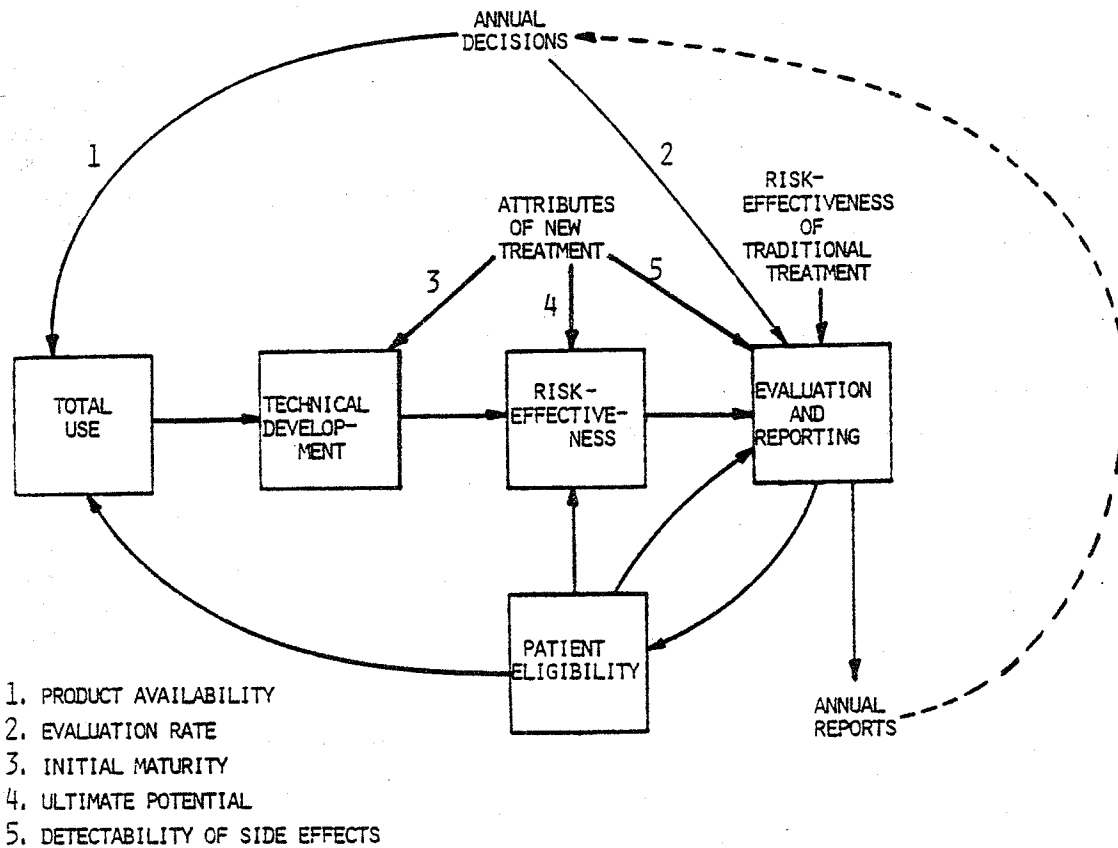 ANNUAL
DECISIONS
1
2
RISK-
EFFECTIVENESS
OF
TRADITIONAL
TREATMENT
ATTRIBUTES
OF NEW
TREATMENT
3
4
5
TOTAL
USE
TECHNICAL
DEVELOP-
MENT
RISK-
EFFECTIVE-
NESS
EVALUATION
AND
REPORTING
PATIENT
ELIGIBILITY
ANNUAL
REPORTS
1. PRODUCT AVAILABILITY
2. EVALUATION RATE
3. INITIAL MATURITY
4. ULTIMATE POTENTIAL
5. DETECTABILITY OF SIDE EFFECTS